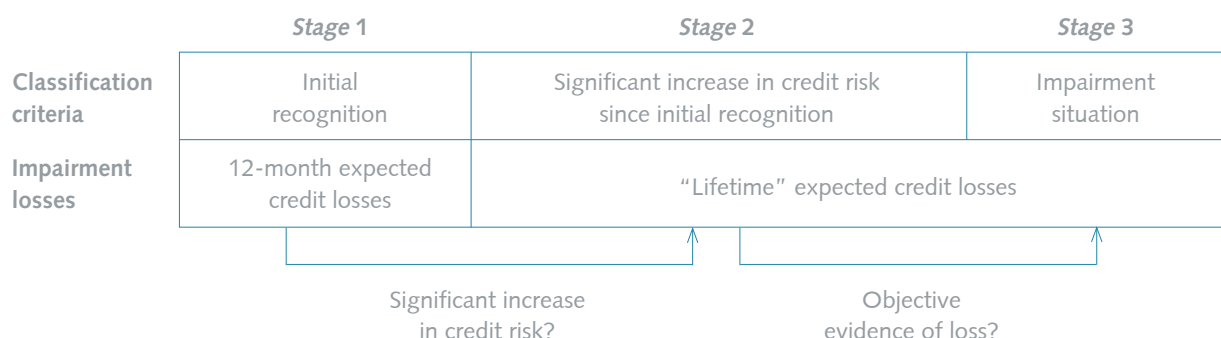 Stage 1 Stage 2 Stage 3
Classification criteria
Initial recognition
Significant increase in credit risk
since initial recognition
Impairment situation
Impairment losses
12-month expected
credit losses
“Lifetime” expected credit losses
Significant increase
in credit risk?
Objective
evidence of loss?